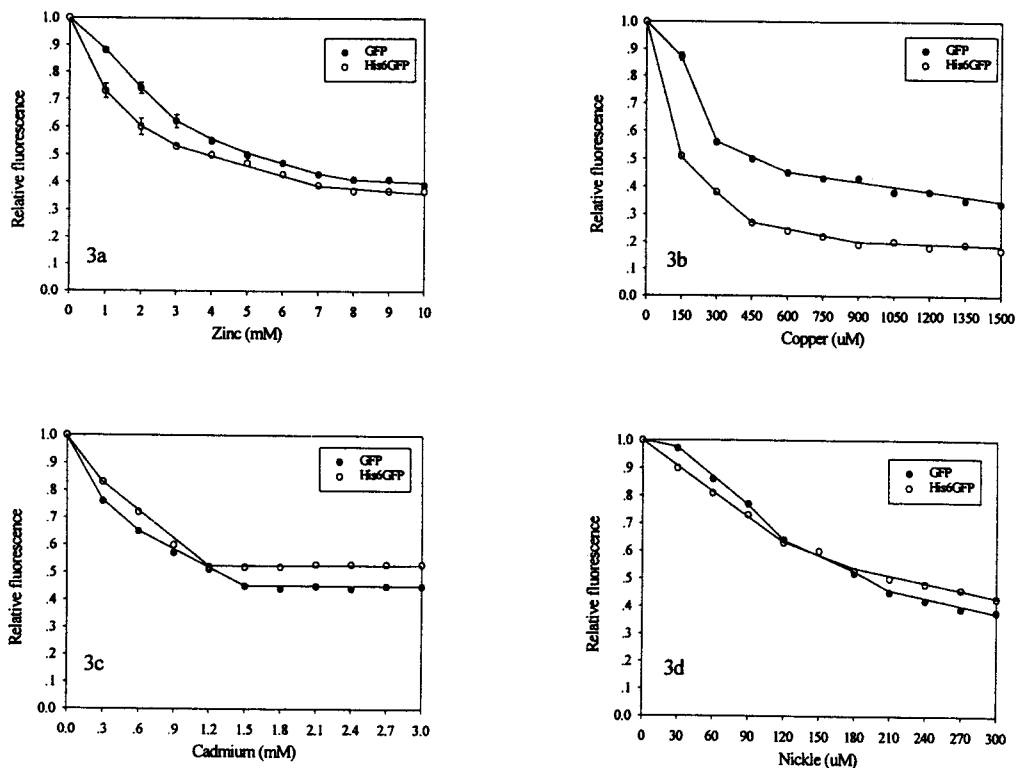 1.0
.9
.8
.7
.6
.5
.4
.3
.2
.1
0.0
Relative fluorescence
GFP
His6GFP
3a
0 1 2 3 4 5 6 7 8 9 10
Zinc (mM)
1.0
.9
.8
.7
.6
.5
.4
.3
.2
.1
0.0
Relative fluorescence
GFP
His6GFP
3b
0 150 300 450 600 750 900 1050 1200 1350 1500
Copper (uM)
1.0
.9
.8
.7
.6
.5
.4
.3
.2
.1
0.0
Relative fluorescence
GFP
His6GFP
3c
0.0 .3 .6 .9 1.2 1.5 1.8 2.1 2.4 2.7 3.0
Cadmium (mM)
1.0
.9
.8
.7
.6
.5
.4
.3
.2
.1
0.0
Relative fluorescence
GFP
His6GFP
3d
0 30 60 90 120 150 180 210 240 270 300
Nickle (uM)